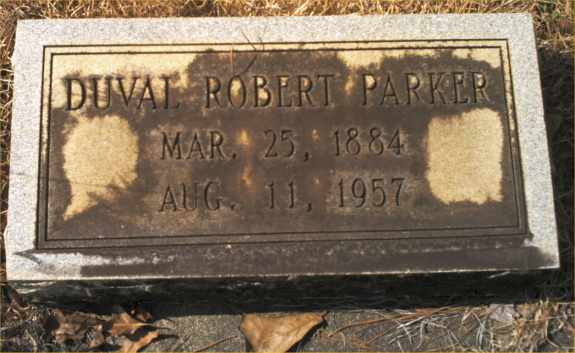 DUVAL ROBERT PARKER
MAR. 25, 1884
AUG. 11, 1957